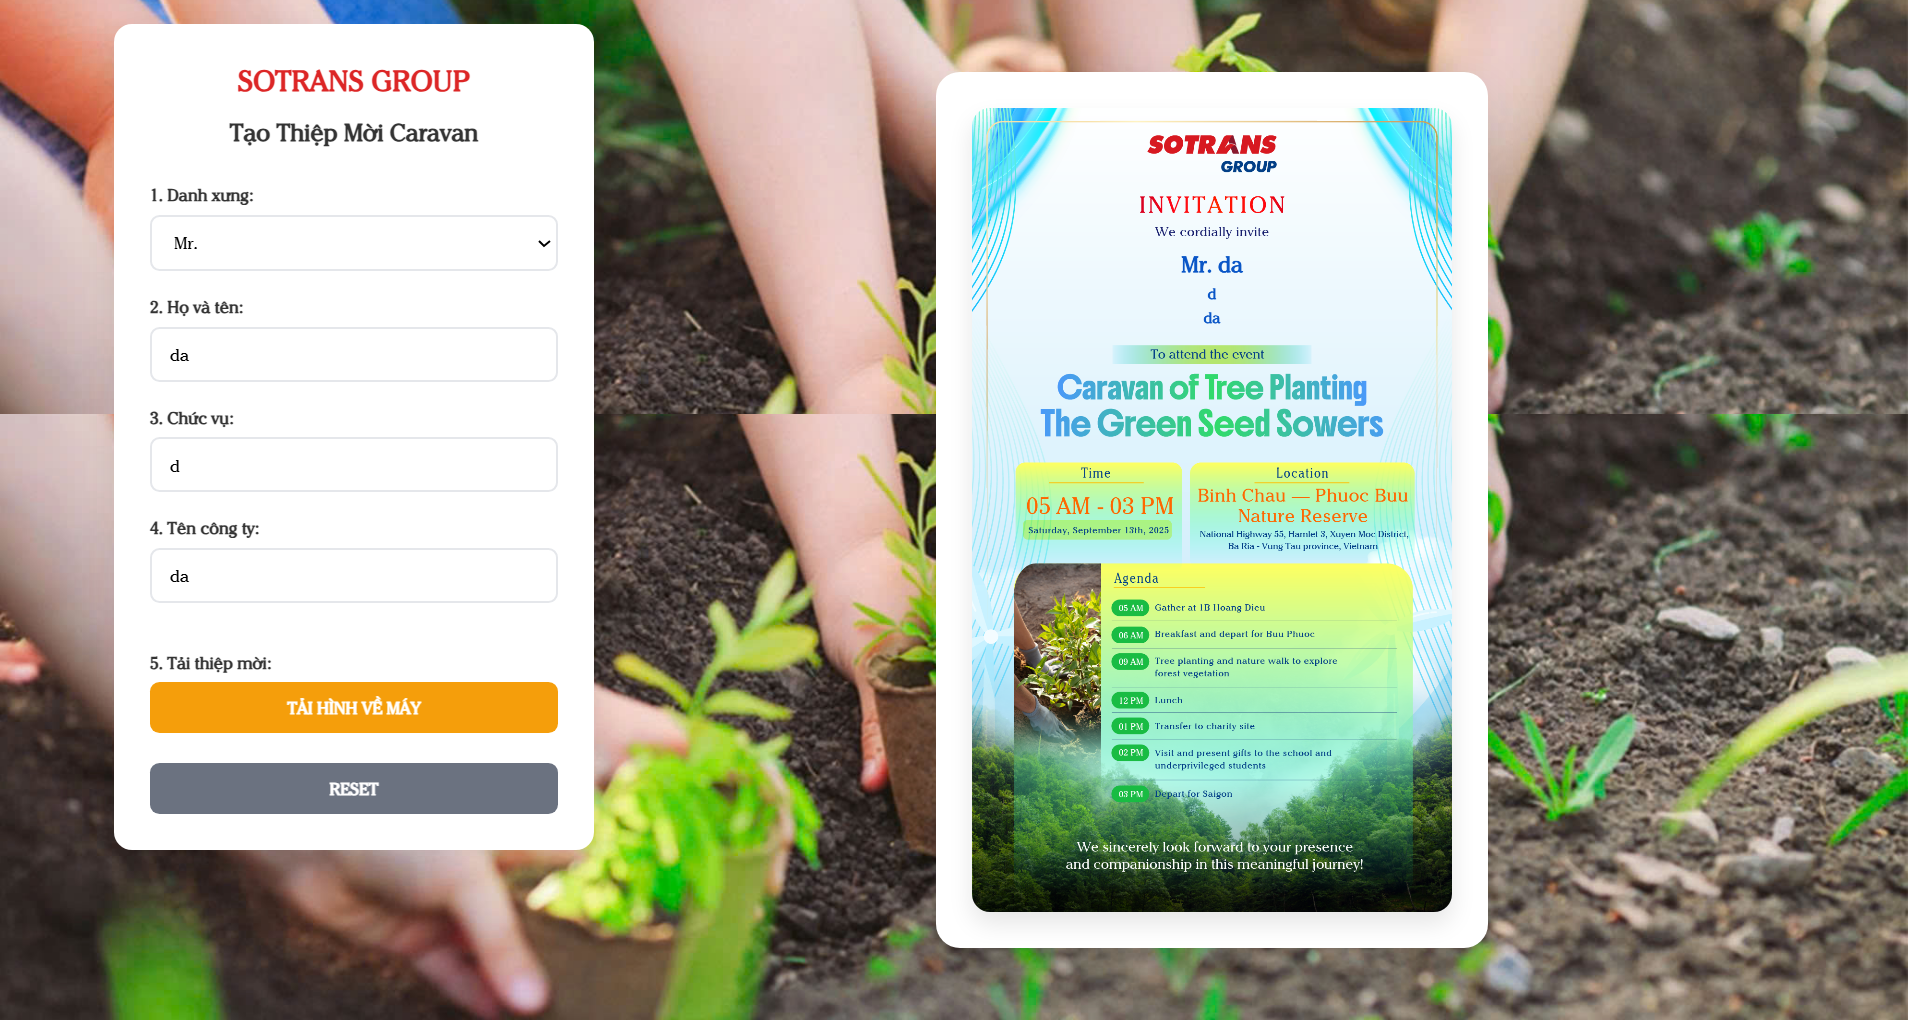 SOTRANS GROUP
Tạo Thiệp Mời Caravan
1. Danh xưng:
Mr.
2. Họ và tên:
da
3. Chức vụ:
d
4. Tên công ty:
da
5. Tải thiệp mời:
TẢI HÌNH VỀ MÁY
RESET
SOTRANS
GROUP
INVITATION
We cordially invite
Mr. da
d
da
To attend the event
Caravan of Tree Planting
The Green Seed Sowers
Time
05 AM - 03 PM
Saturday, September 13th, 2025
Location
Binh Chau — Phuoc Buu
Nature Reserve
National Highway 55, Hamlet 3, Xuyen Moc District,
Ba Ria - Vung Tau province, Vietnam
Agenda
05 AM Gather at 1B Hoang Dieu
06 AM Breakfast and depart for Buu Phuoc
09 AM Tree planting and nature walk to explore
forest vegetation
12 PM Lunch
01 PM Transfer to charity site
02 PM Visit and present gifts to the school and
underprivileged students
03 PM Depart for Saigon
We sincerely look forward to your presence
and companionship in this meaningful journey!